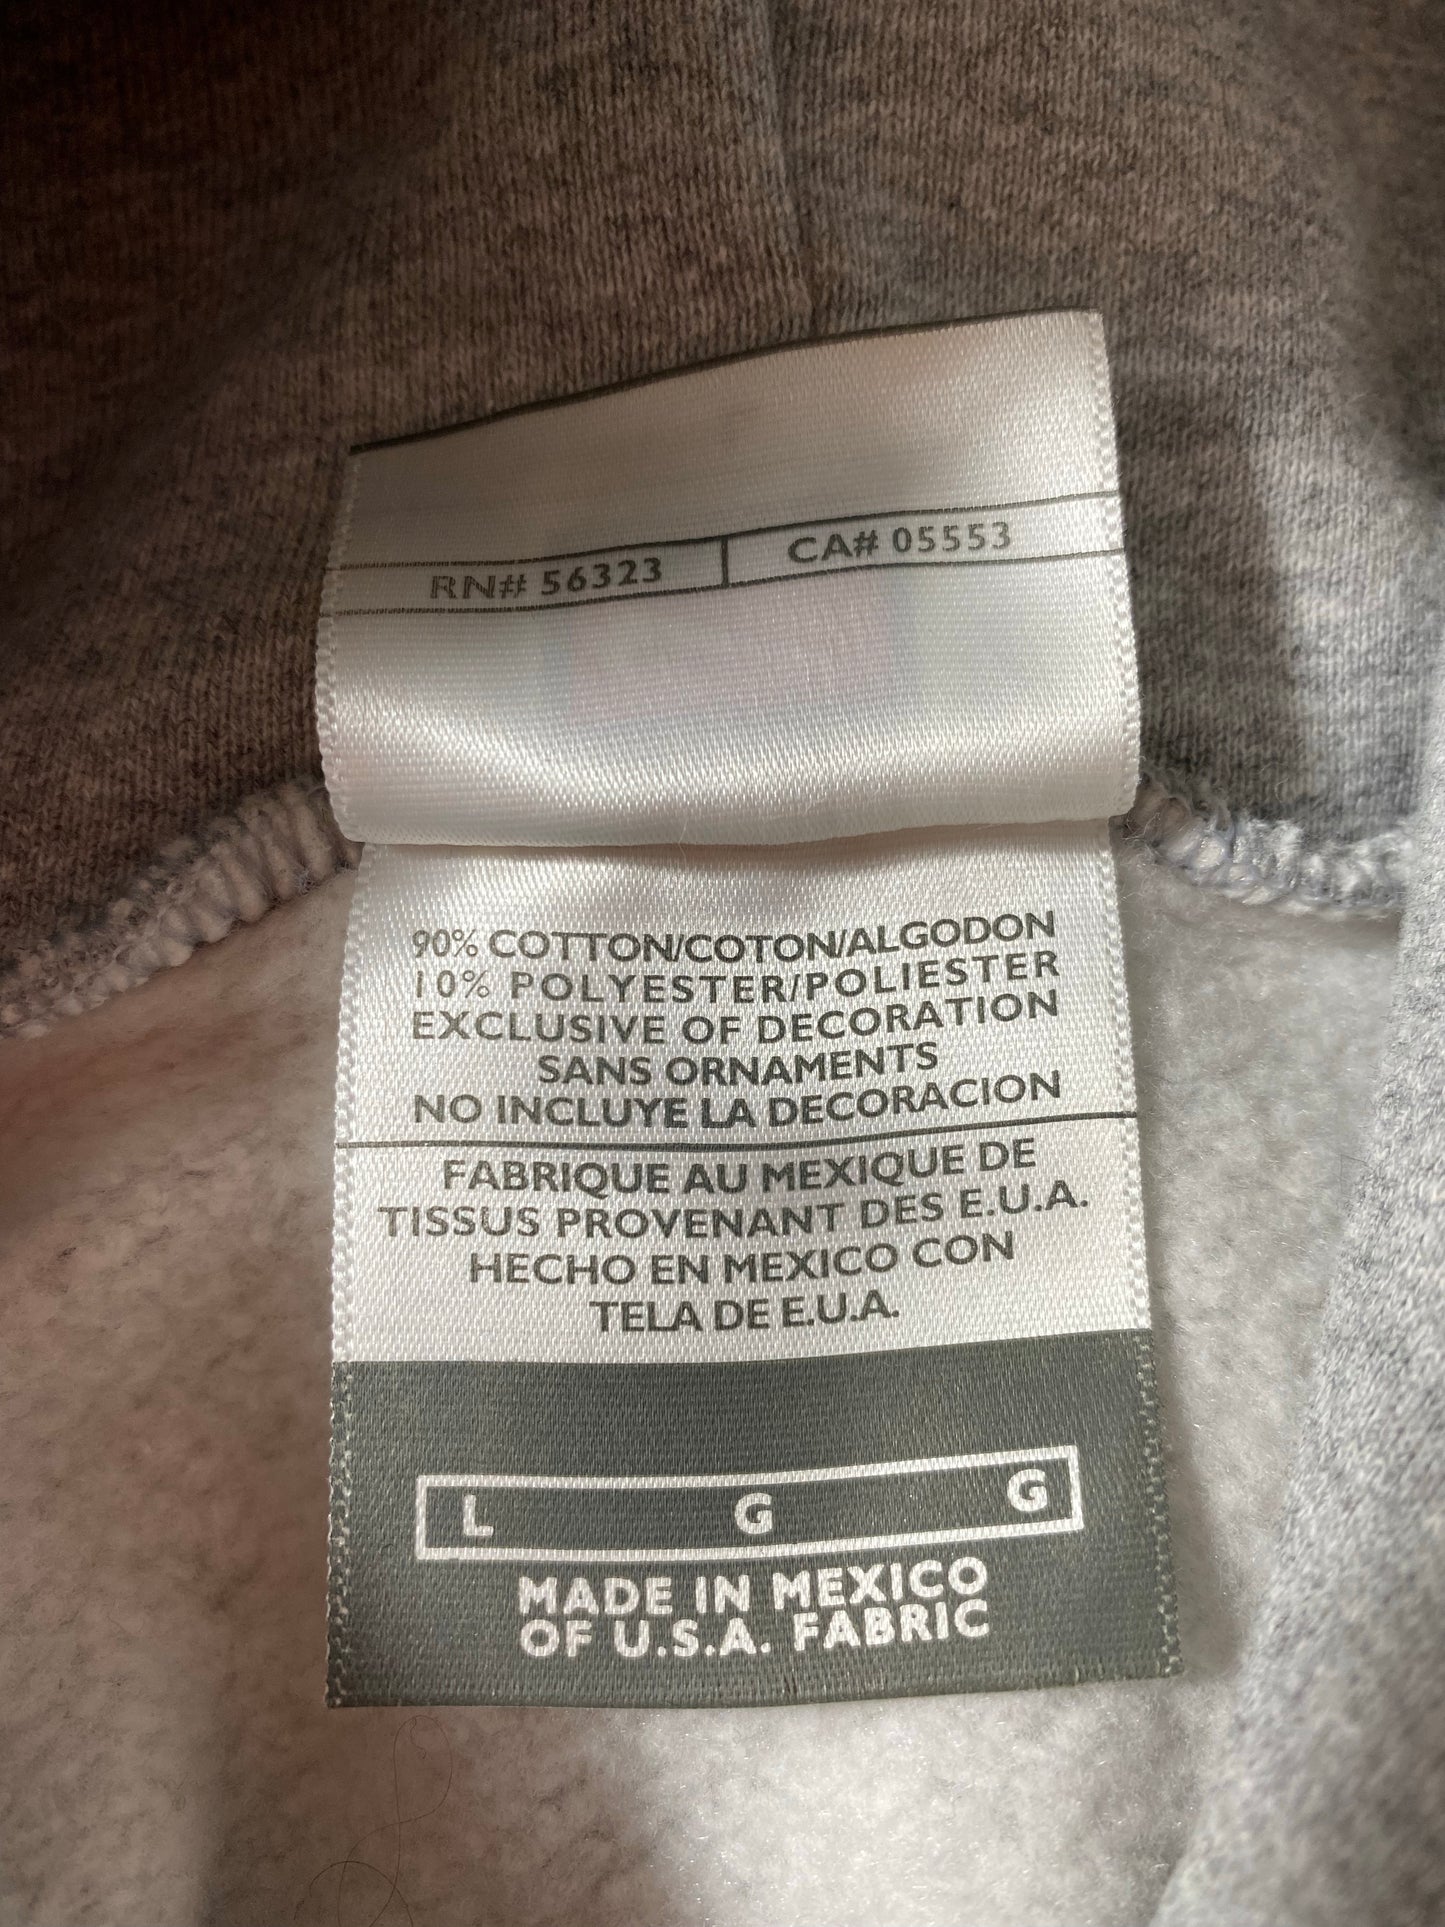 RN# 56323 CA# 05553
90% COTTON/COTON/ALGODON
10% POLYESTER/POLIESTER
EXCLUSIVE OF DECORATION
SANS ORNAMENTS
NO INCLUYE LA DECORACION
FABRIQUE AU MEXIQUE DE
TISSUS PROVENANT DES E.U.A.
HECHO EN MEXICO CON
TELA DE E.U.A.
L G G
MADE IN MEXICO
OF U.S.A. FABRIC